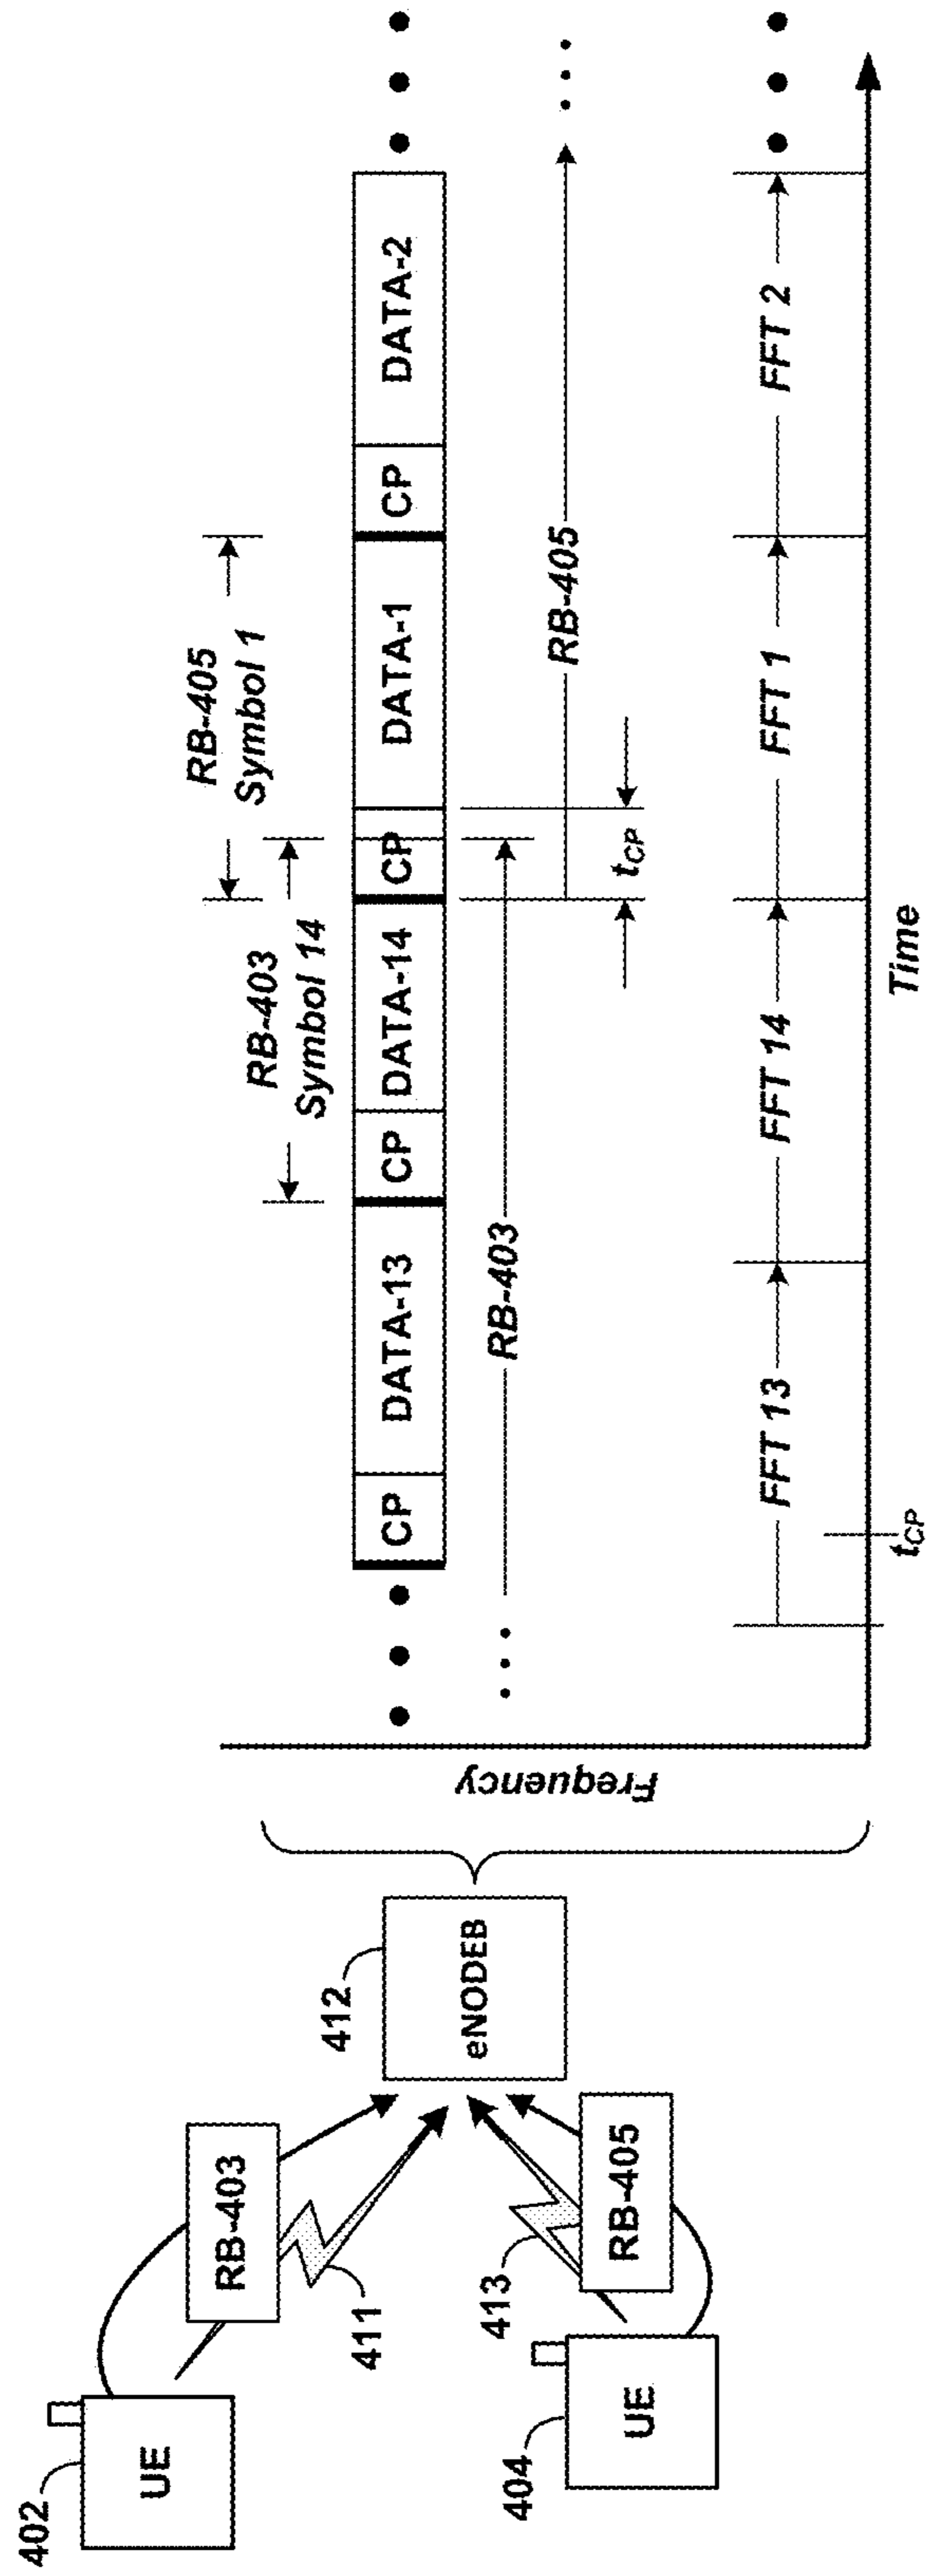 402
UE
RB-403
411
404
UE
RB-405
413
412
eNODEB
Frequency
RB-403
Symbol 14
RB-405
Symbol 1
CP
DATA-13
CP
DATA-14
CP
DATA-1
CP
DATA-2
RB-403
RB-405
tCP
FFT 13
FFT 14
FFT 1
FFT 2
tCP
Time